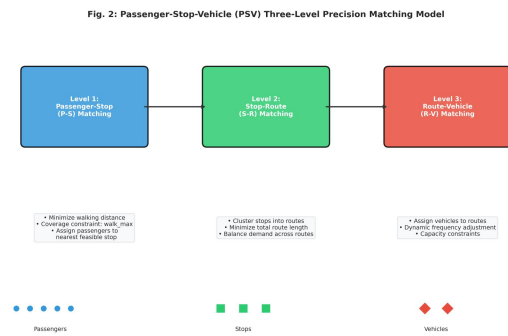 Fig. 2: Passenger-Stop-Vehicle (PSV) Three-Level Precision Matching Model
Level 1:
Passenger-Stop
(P-S) Matching
Level 2:
Stop-Route
(S-R) Matching
Level 3:
Route-Vehicle
(R-V) Matching
• Minimize walking distance
• Coverage constraint: walk_max
• Assign passengers to
nearest feasible stop
• Cluster stops into routes
• Minimize total route length
• Balance demand across routes
• Assign vehicles to routes
• Dynamic frequency adjustment
• Capacity constraints
Passengers
Stops
Vehicles